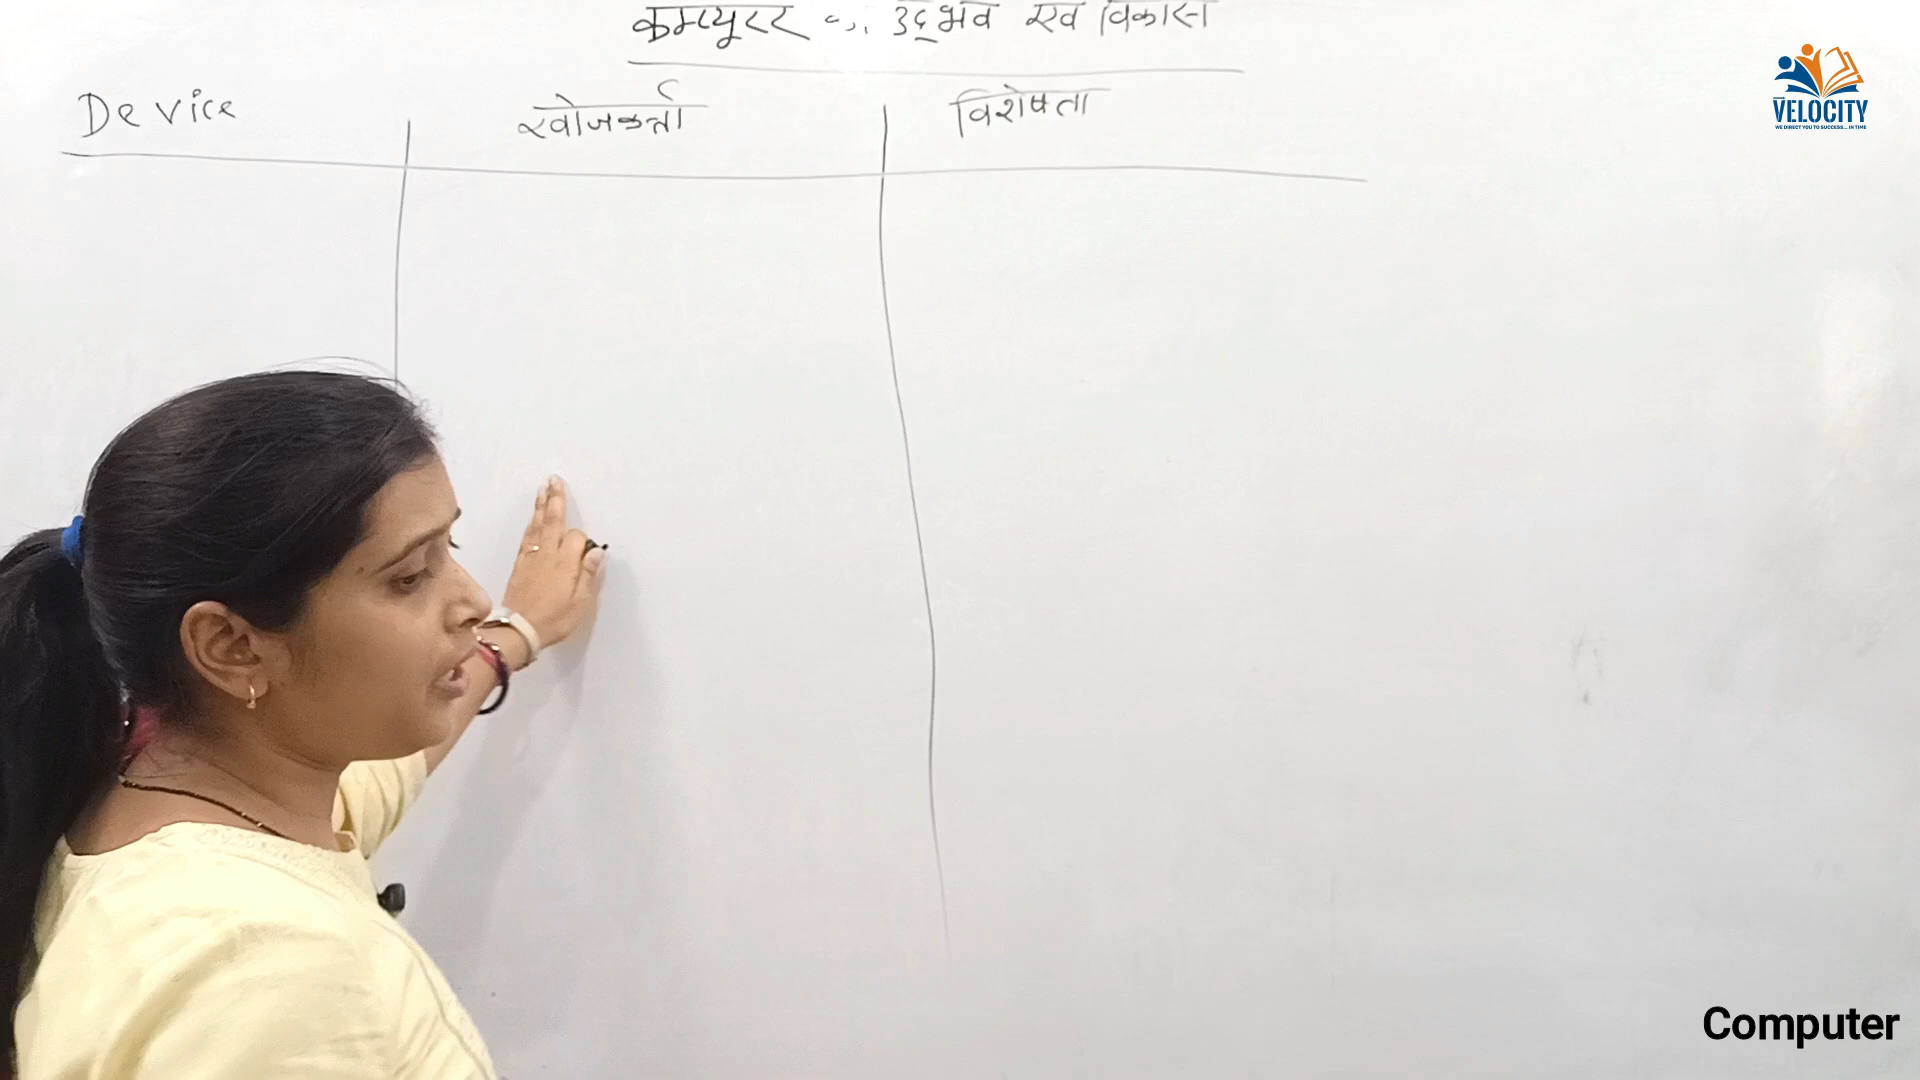 कम्प्यूटर का उद्भव एवं विकास
Device खोजकर्त्ता विशेषता
VELOCITY
WE DIRECT YOU TO SUCCESS... IN TIME
Computer